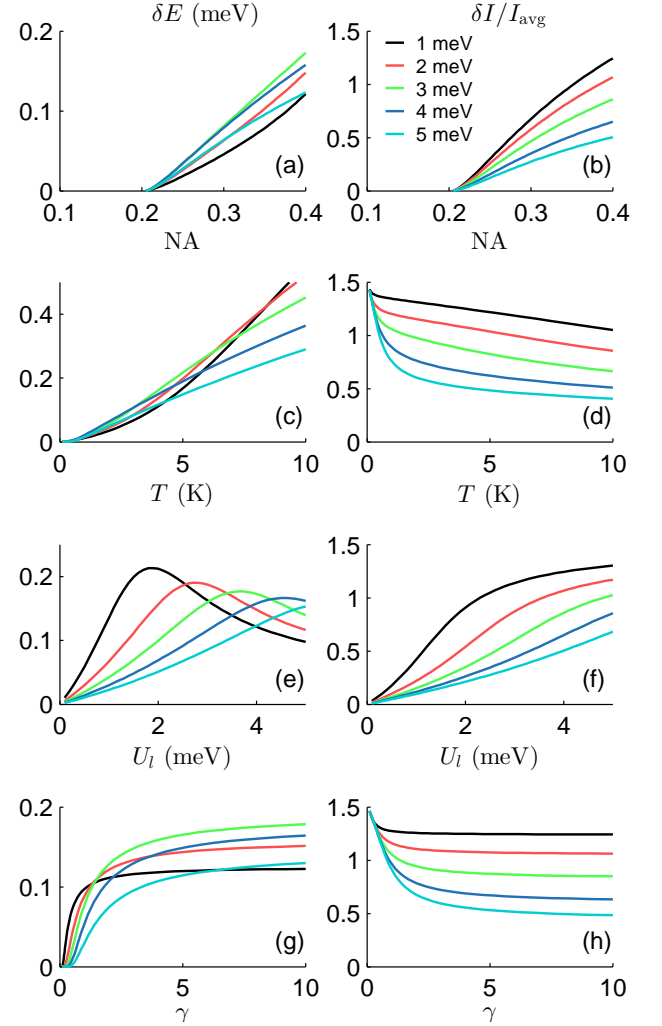 δE (meV)
δI/I_avg
0.2
0.1
0
(a)
0.1 0.2 0.3 0.4
NA
1.5
1
0.5
0
1 meV
2 meV
3 meV
4 meV
5 meV
(b)
0.1 0.2 0.3 0.4
NA
0.4
0.2
0
(c)
0 5 10
T (K)
1.5
1
0.5
0
(d)
0 5 10
T (K)
0.2
0.1
0
(e)
0 2 4
U_l (meV)
1.5
1
0.5
0
(f)
0 2 4
U_l (meV)
0.2
0.1
0
(g)
0 5 10
γ
1.5
1
0.5
0
(h)
0 5 10
γ